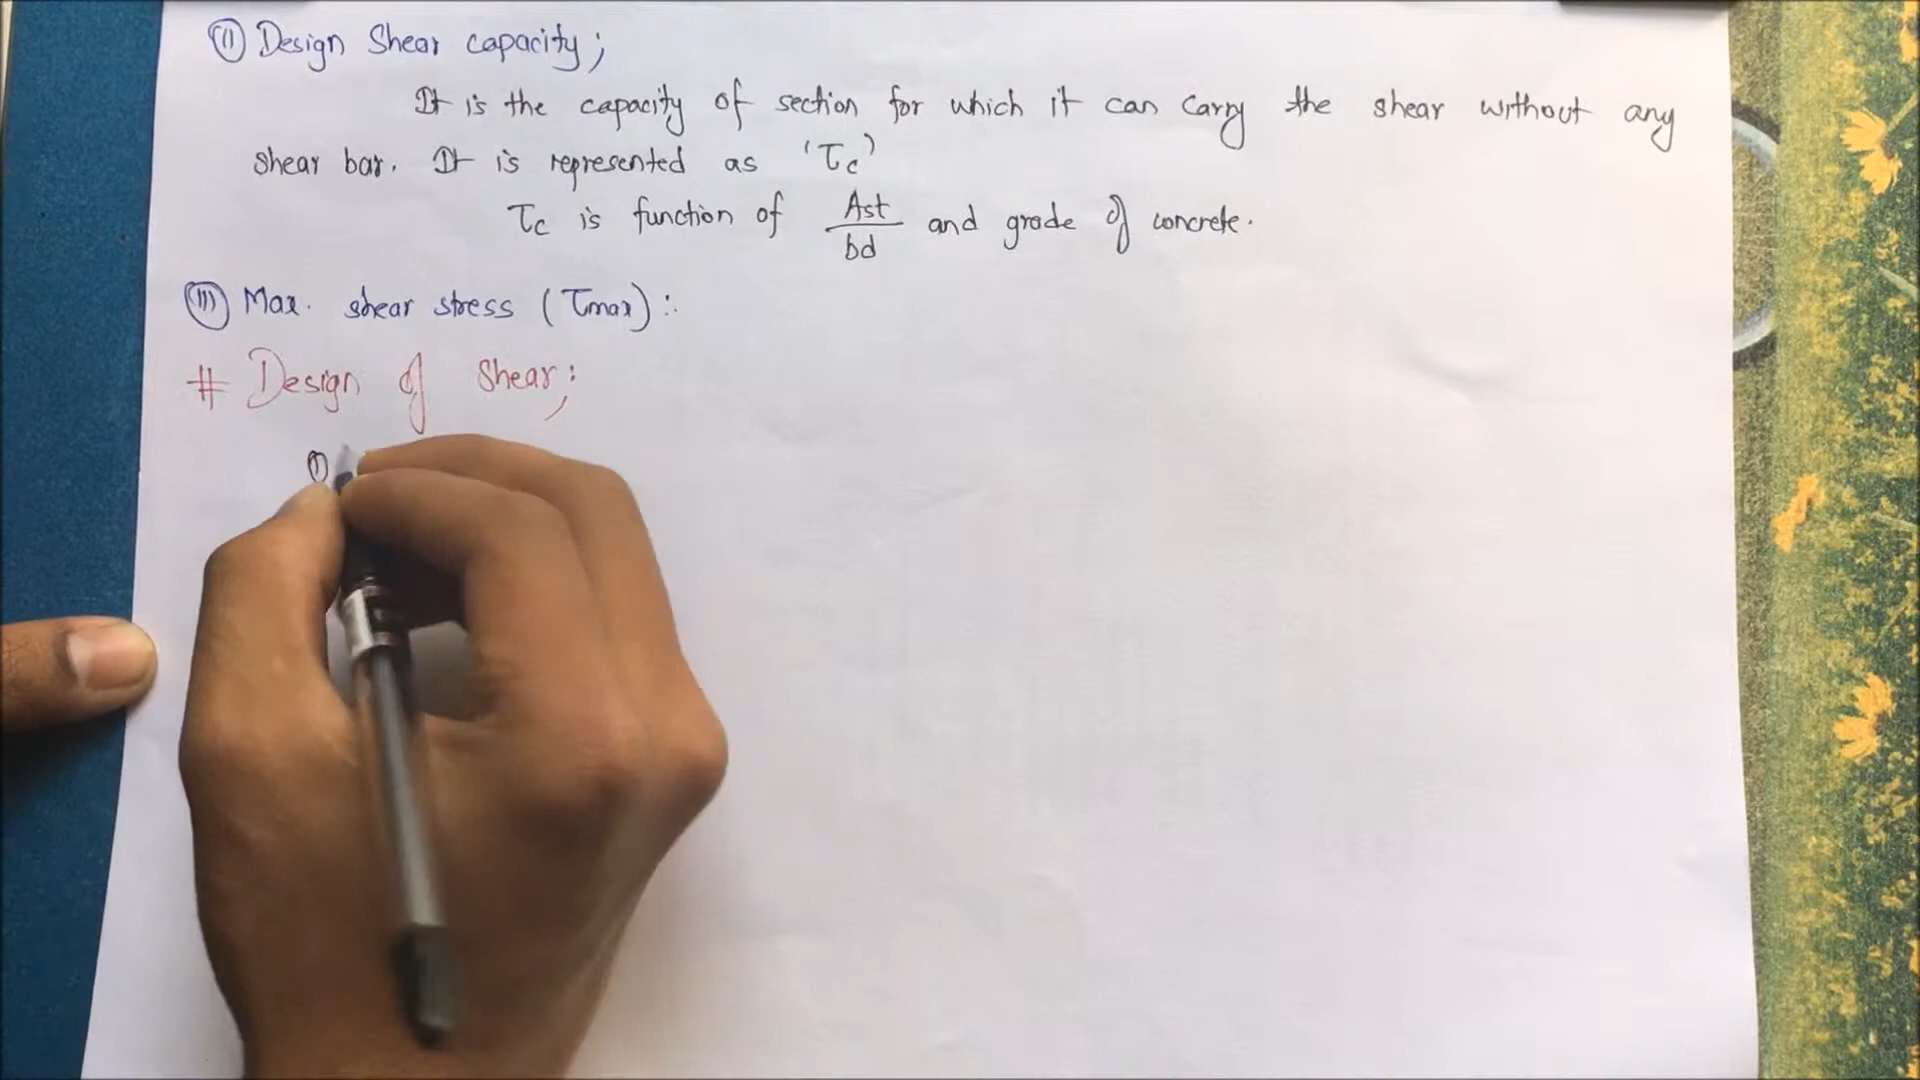 (II) Design Shear capacity;
It is the capacity of section for which it can carry the shear without any
shear bar. It is represented as 'τc'
τc is function of Ast/bd and grade of concrete.
(III) Max. shear stress (τmax):
# Design of Shear;
(I)